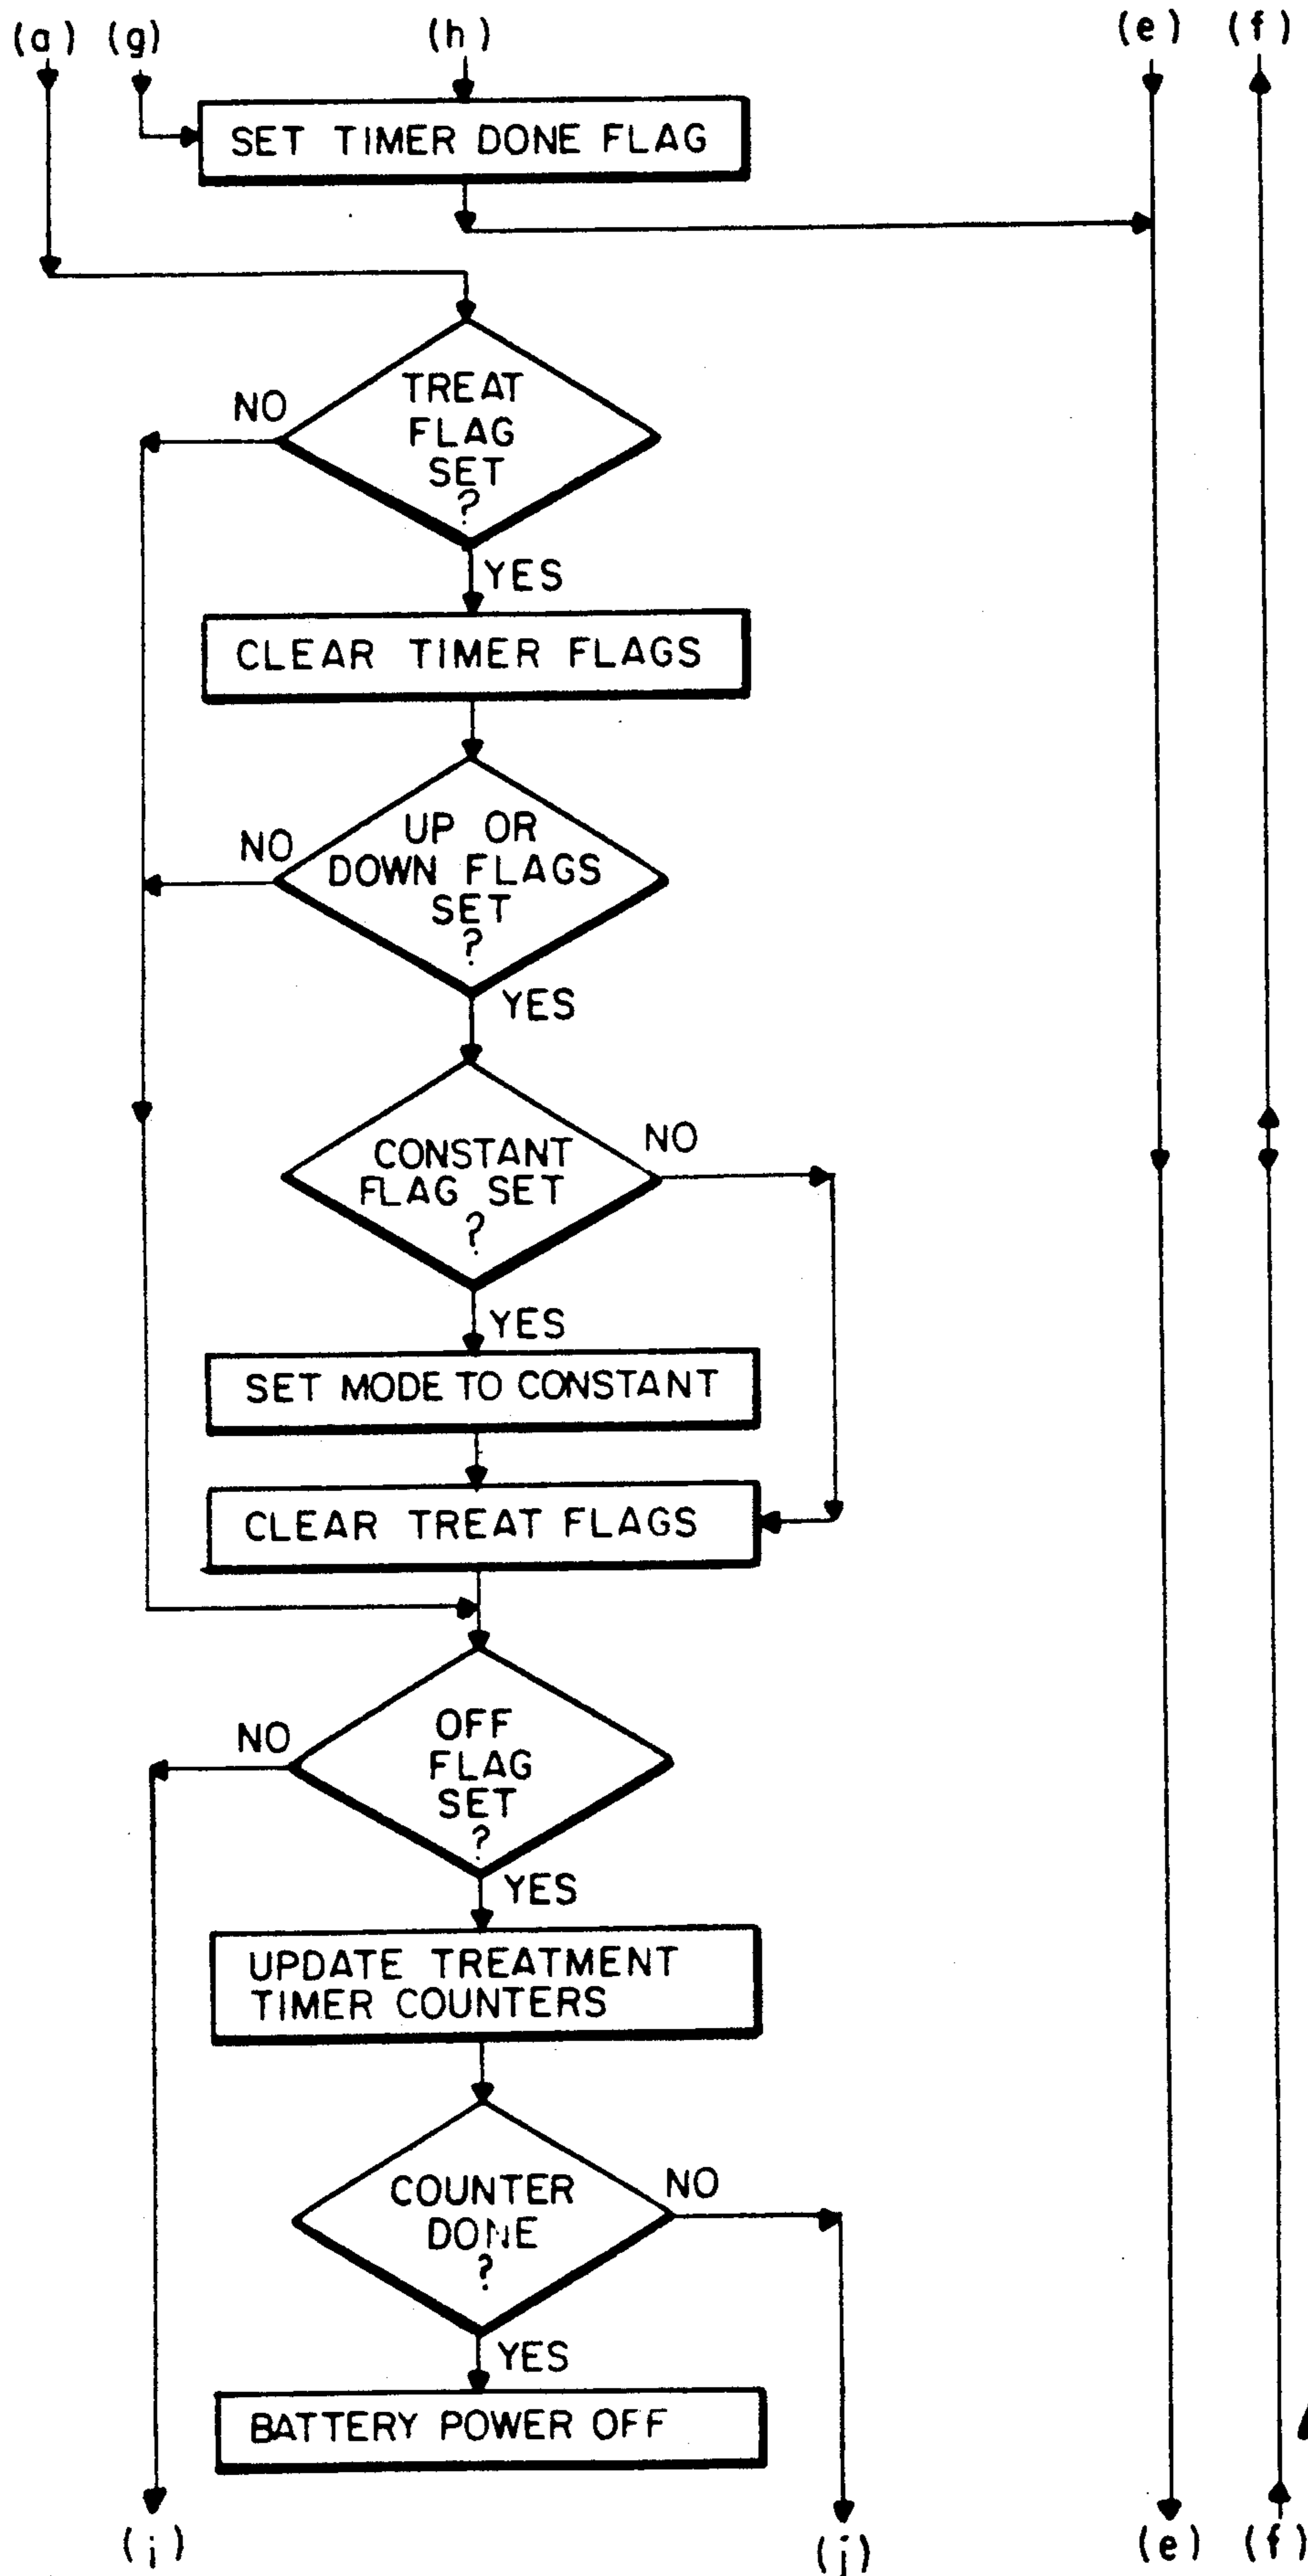 (a) (g) (h) (e) (f)
SET TIMER DONE FLAG
TREAT
FLAG
SET
?
NO
YES
CLEAR TIMER FLAGS
UP OR
DOWN FLAGS
SET
?
NO
YES
CONSTANT
FLAG SET
?
NO
YES
SET MODE TO CONSTANT
CLEAR TREAT FLAGS
OFF
FLAG
SET
?
NO
YES
UPDATE TREATMENT
TIMER COUNTERS
COUNTER
DONE
?
NO
YES
BATTERY POWER OFF
(i) (j) (e) (f)